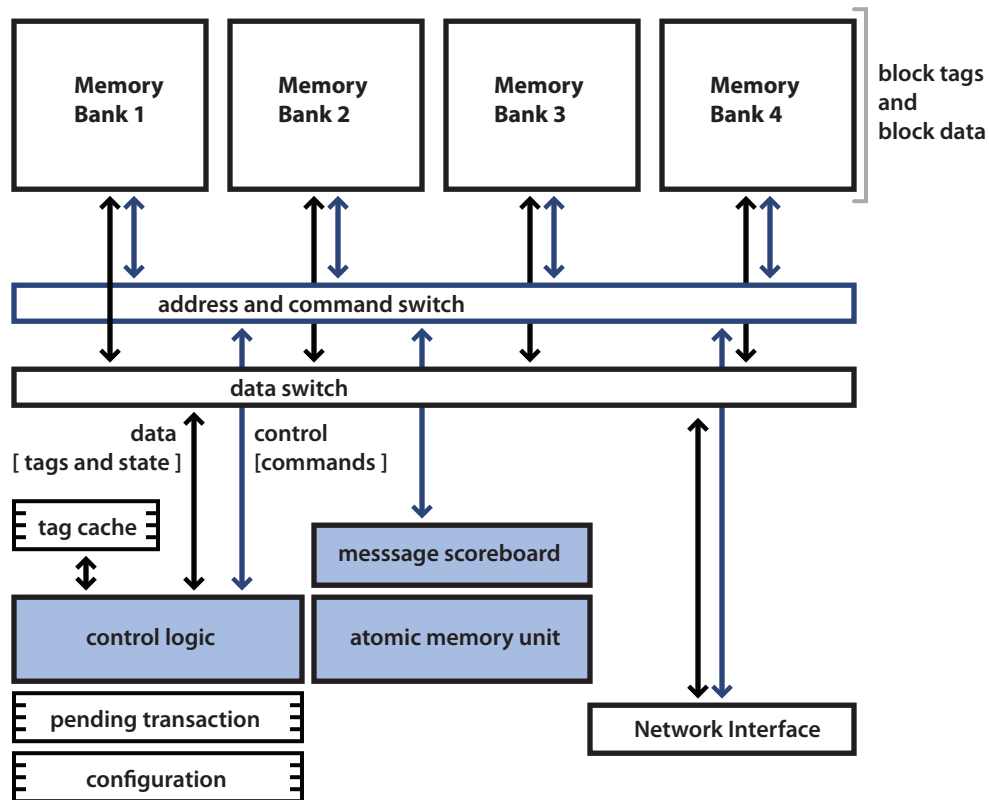 Memory
Bank 1
Memory
Bank 2
Memory
Bank 3
Memory
Bank 4
block tags
and
block data
address and command switch
data switch
data
[ tags and state ]
control
[commands ]
tag cache
messsage scoreboard
control logic
atomic memory unit
pending transaction
Network Interface
configuration